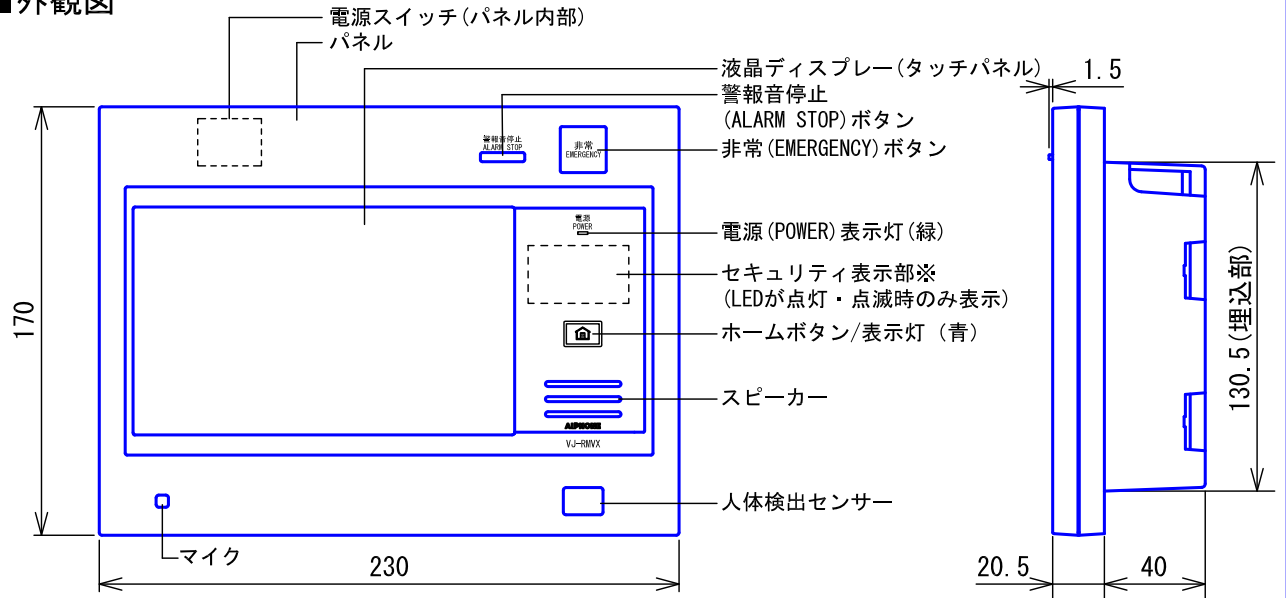 ■外観図
電源スイッチ(パネル内部)
パネル
液晶ディスプレー(タッチパネル)
警報音停止
(ALARM STOP)ボタン
非常(EMERGENCY)ボタン
電源(POWER)表示灯(緑)
セキュリティ表示部※
(LEDが点灯・点滅時のみ表示)
ホームボタン/表示灯 (青)
スピーカー
人体検出センサー
マイク
警報音停止
ALARM STOP
非常
EMERGENCY
電源
POWER
AIPHONE
VJ-RMVX
170
230
1.5
130.5(埋込部)
20.5
40